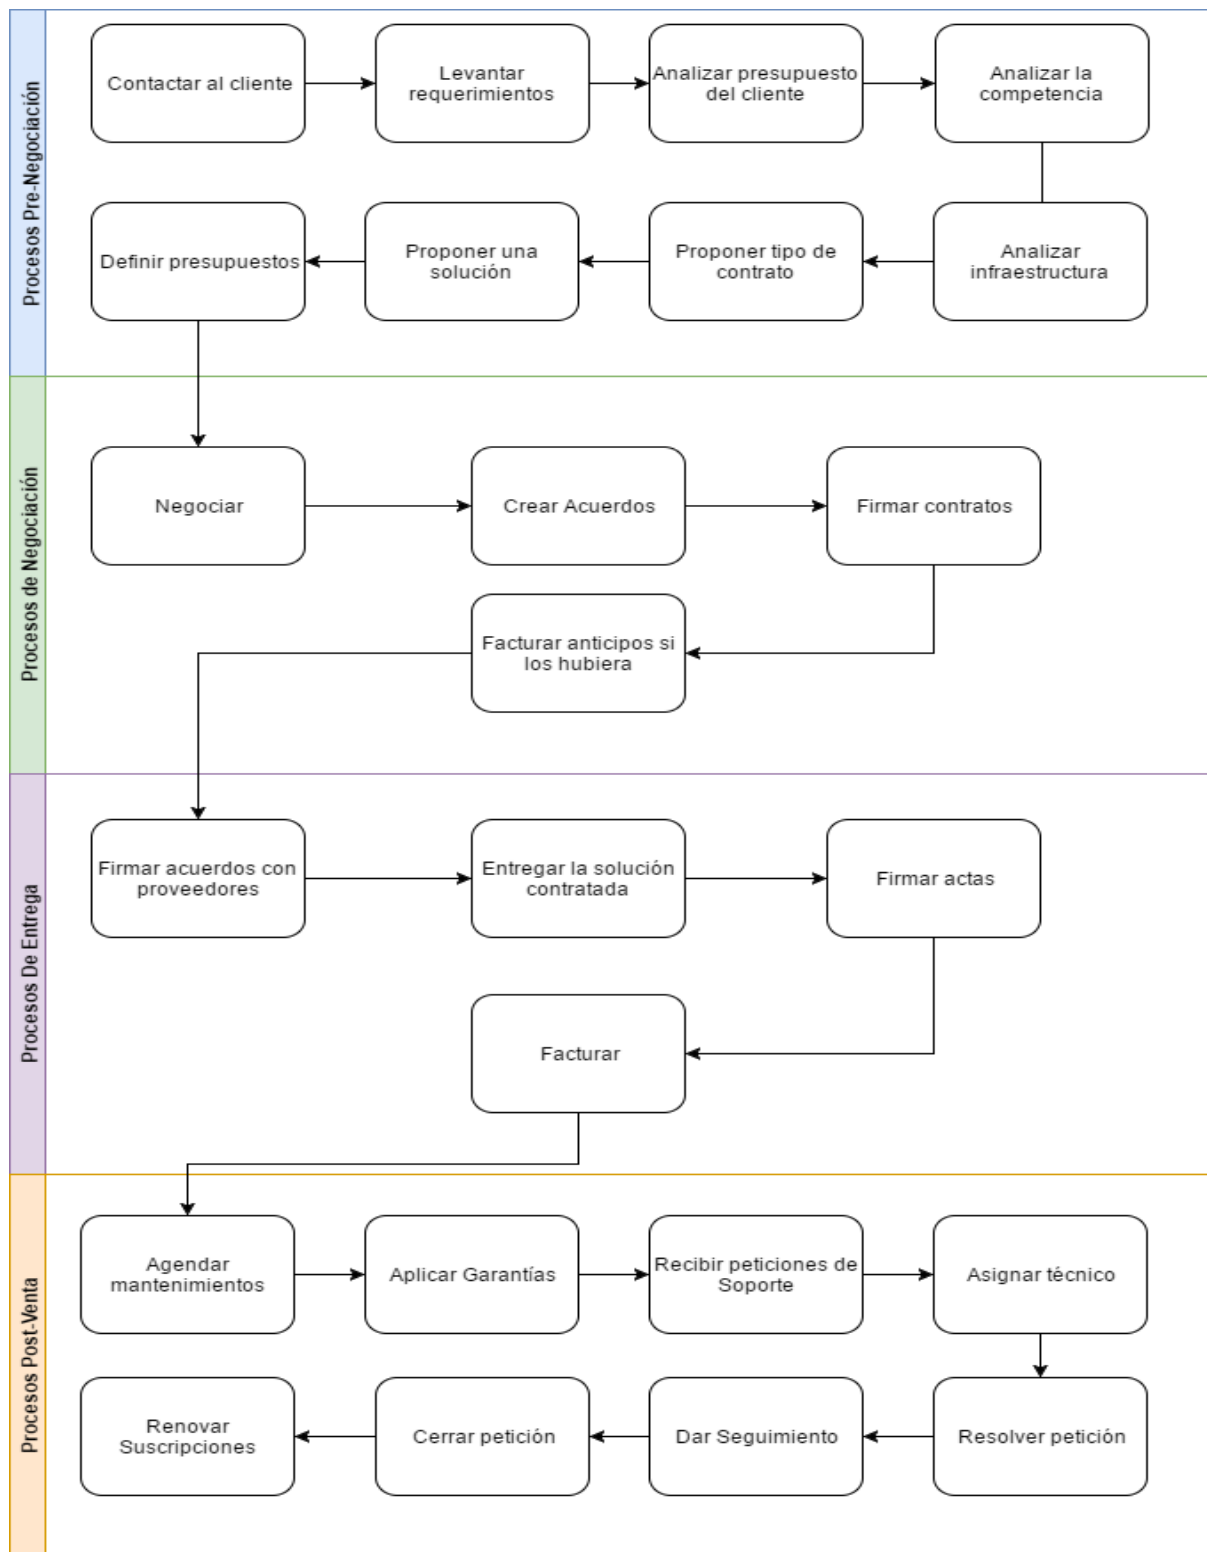 Procesos Pre-Negociación
Contactar al cliente
Levantar
requerimientos
Analizar presupuesto
del cliente
Analizar la
competencia
Definir presupuestos
Proponer una
solución
Proponer tipo de
contrato
Analizar
infraestructura
Procesos de Negociación
Negociar
Crear Acuerdos
Firmar contratos
Facturar anticipos si
los hubiera
Procesos De Entrega
Firmar acuerdos con
proveedores
Entregar la solución
contratada
Firmar actas
Facturar
Procesos Post-Venta
Agendar
mantenimientos
Aplicar Garantías
Recibir peticiones de
Soporte
Asignar técnico
Renovar
Suscripciones
Cerrar petición
Dar Seguimiento
Resolver petición